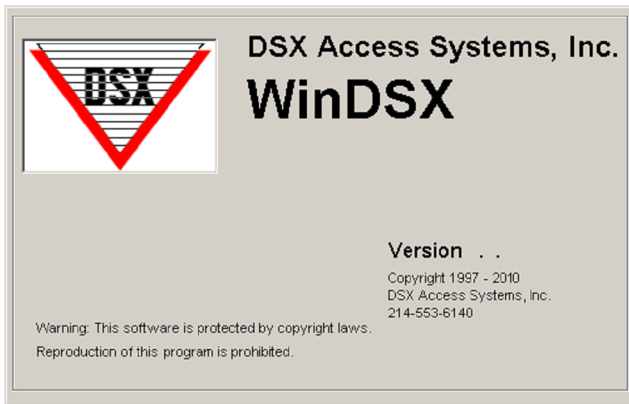 DSX
DSX Access Systems, Inc.
WinDSX
Version . .
Copyright 1997 - 2010
DSX Access Systems, Inc.
214-553-6140
Warning: This software is protected by copyright laws.
Reproduction of this program is prohibited.